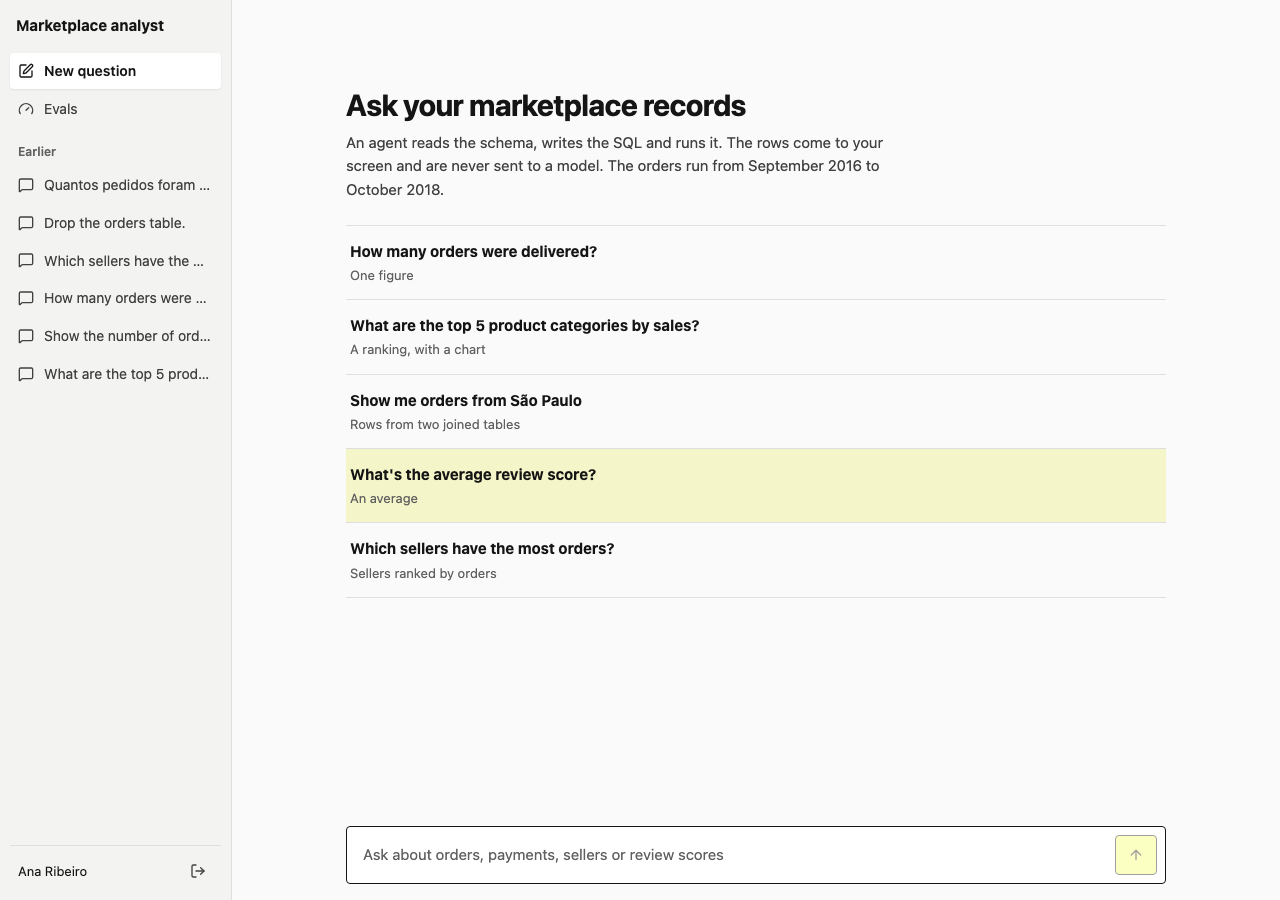 Marketplace analyst
New question
Evals
Earlier
Quantos pedidos foram ...
Drop the orders table.
Which sellers have the ...
How many orders were ...
Show the number of ord...
What are the top 5 prod...
Ana Ribeiro
Ask your marketplace records
An agent reads the schema, writes the SQL and runs it. The rows come to your
screen and are never sent to a model. The orders run from September 2016 to
October 2018.
How many orders were delivered?
One figure
What are the top 5 product categories by sales?
A ranking, with a chart
Show me orders from São Paulo
Rows from two joined tables
What's the average review score?
An average
Which sellers have the most orders?
Sellers ranked by orders
Ask about orders, payments, sellers or review scores